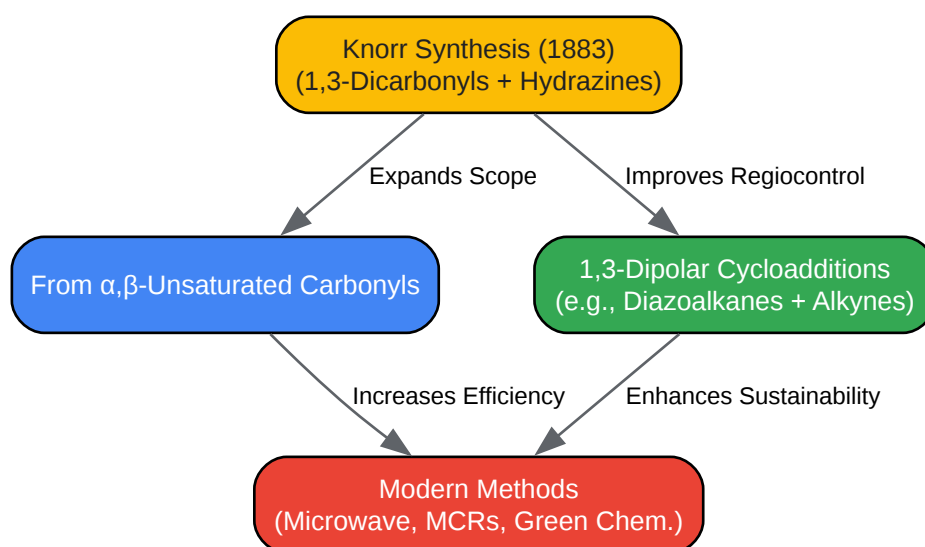 Knorr Synthesis (1883)
(1,3-Dicarbonyls + Hydrazines)
Expands Scope
Improves Regiocontrol
From α,β-Unsaturated Carbonyls
1,3-Dipolar Cycloadditions
(e.g., Diazoalkanes + Alkynes)
Increases Efficiency
Enhances Sustainability
Modern Methods
(Microwave, MCRs, Green Chem.)